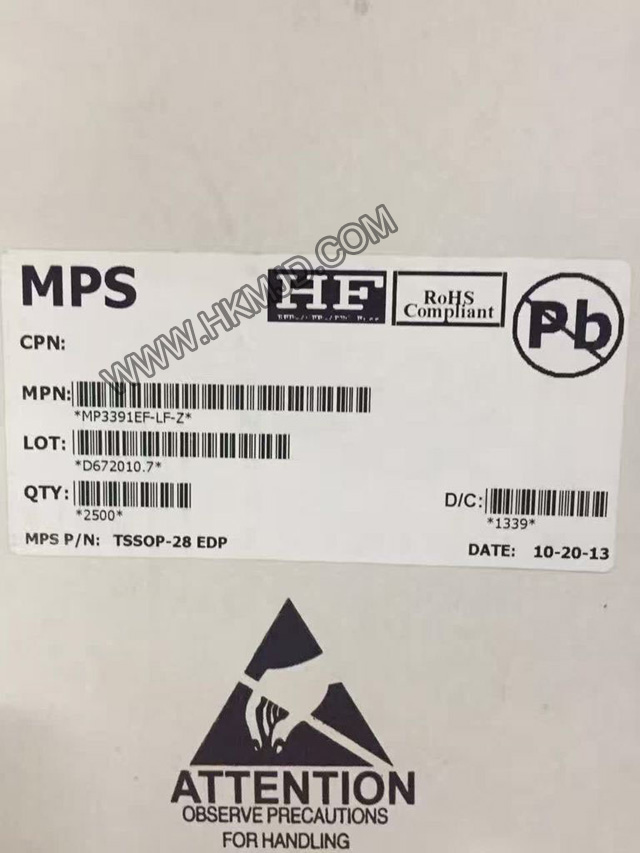 MPS
HF
RoHS
Compliant
Pb
CPN:
MPN:
*MP3391EF-LF-Z*
LOT:
*D672010.7*
QTY:
*2500*
D/C:
*1339*
MPS P/N: TSSOP-28 EDP
DATE: 10-20-13
WWW.HKMJD.COM
ATTENTION
OBSERVE PRECAUTIONS
FOR HANDLING